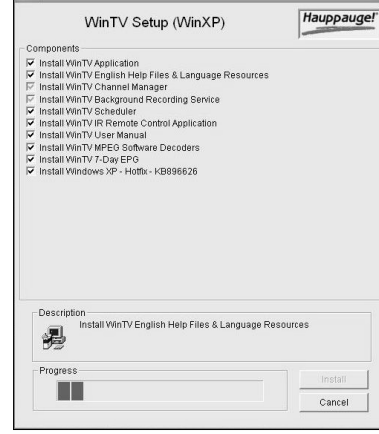 WinTV Setup (WinXP)
Hauppauge!
Components
Install WinTV Application
Install WinTV English Help Files & Language Resources
Install WinTV Channel Manager
Install WinTV Background Recording Service
Install WinTV Scheduler
Install WinTV IR Remote Control Application
Install WinTV User Manual
Install WinTV MPEG Software Decoders
Install WinTV 7-Day EPG
Install Windows XP - Hotfix - KB896626
Description
Install WinTV English Help Files & Language Resources
Progress
Install
Cancel